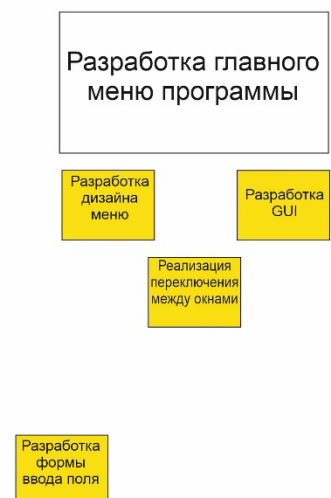 Разработка главного
меню программы
Разработка
дизайна
меню
Разработка
GUI
Реализация
переключения
между окнами
Разработка
формы
ввода поля